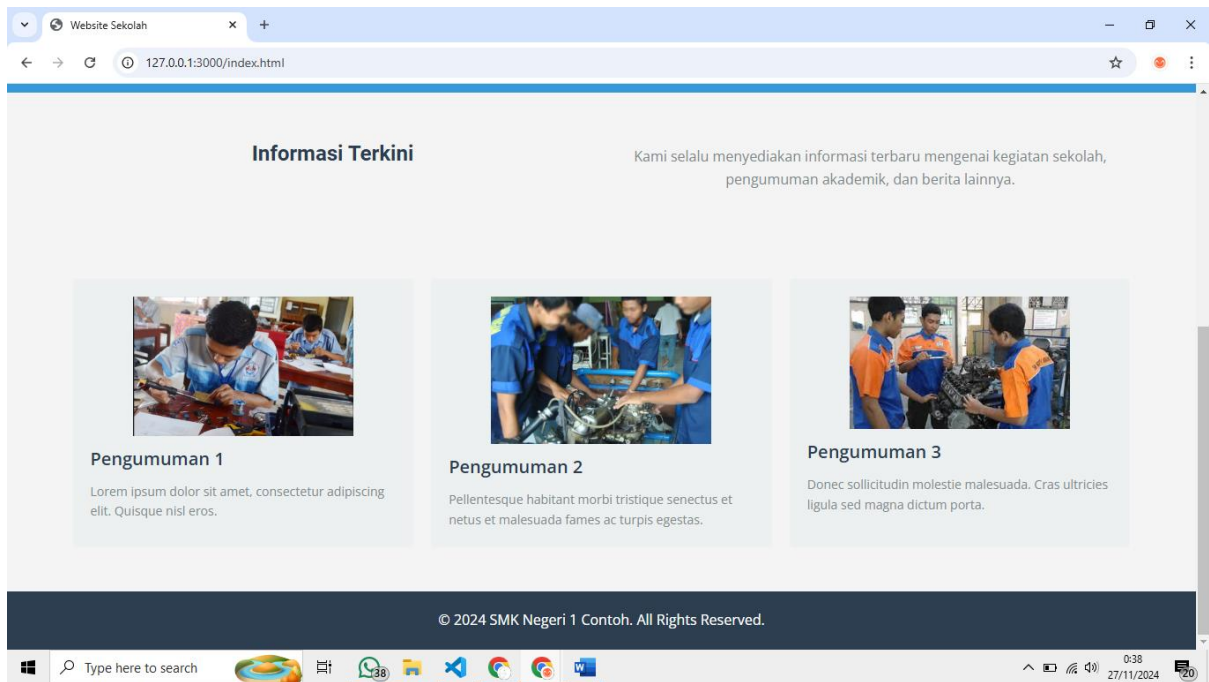 Website Sekolah
127.0.0.1:3000/index.html
Informasi Terkini
Kami selalu menyediakan informasi terbaru mengenai kegiatan sekolah,
pengumuman akademik, dan berita lainnya.
Pengumuman 1
Lorem ipsum dolor sit amet, consectetur adipiscing
elit. Quisque nisl eros.
Pengumuman 2
Pellentesque habitant morbi tristique senectus et
netus et malesuada fames ac turpis egestas.
Pengumuman 3
Donec sollicitudin molestie malesuada. Cras ultricies
ligula sed magna dictum porta.
© 2024 SMK Negeri 1 Contoh. All Rights Reserved.
Type here to search
38
W
0:38
27/11/2024
20